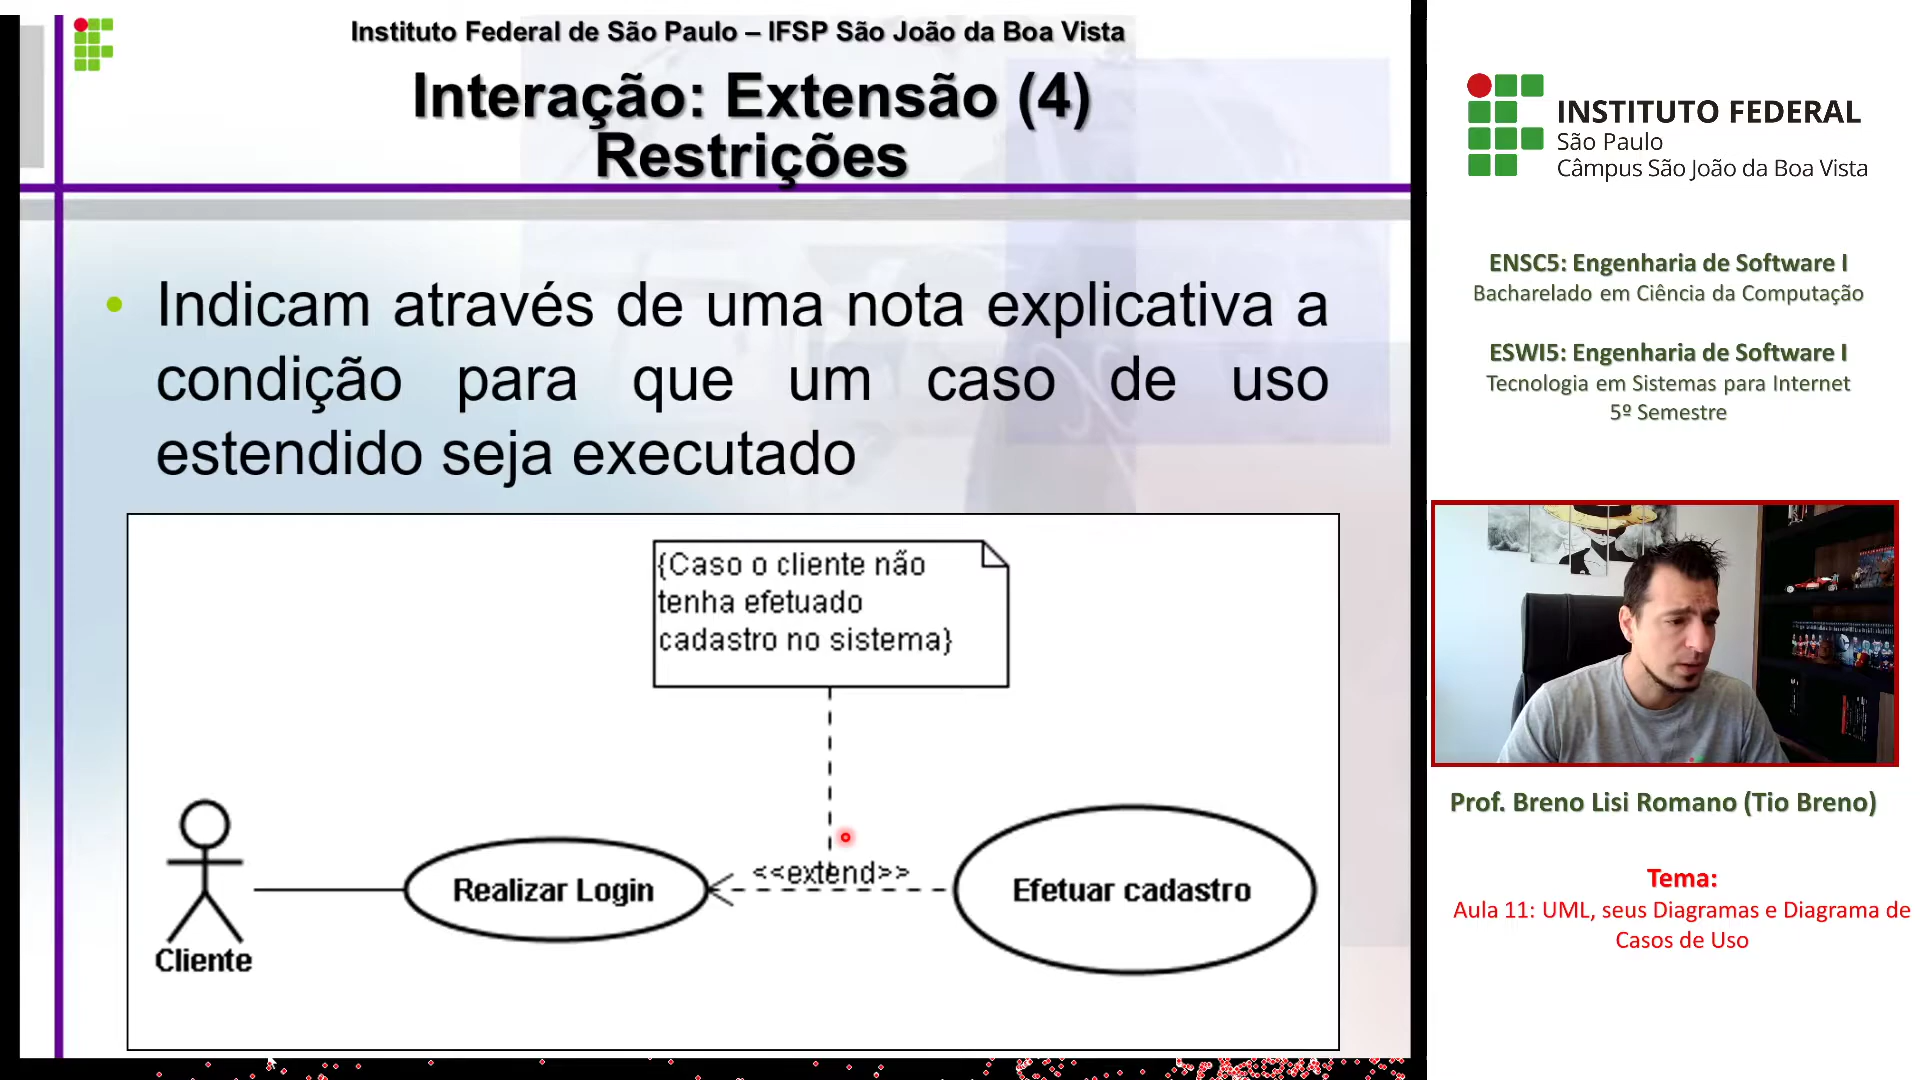 Instituto Federal de São Paulo – IFSP São João da Boa Vista
Interação: Extensão (4)
Restrições
• Indicam através de uma nota explicativa a
condição para que um caso de uso
estendido seja executado
{Caso o cliente não
tenha efetuado
cadastro no sistema}
<<extend>>
Realizar Login
Efetuar cadastro
Cliente
INSTITUTO FEDERAL
São Paulo
Câmpus São João da Boa Vista
ENSC5: Engenharia de Software I
Bacharelado em Ciência da Computação
ESWI5: Engenharia de Software I
Tecnologia em Sistemas para Internet
5º Semestre
Prof. Breno Lisi Romano (Tio Breno)
Tema:
Aula 11: UML, seus Diagramas e Diagrama de
Casos de Uso